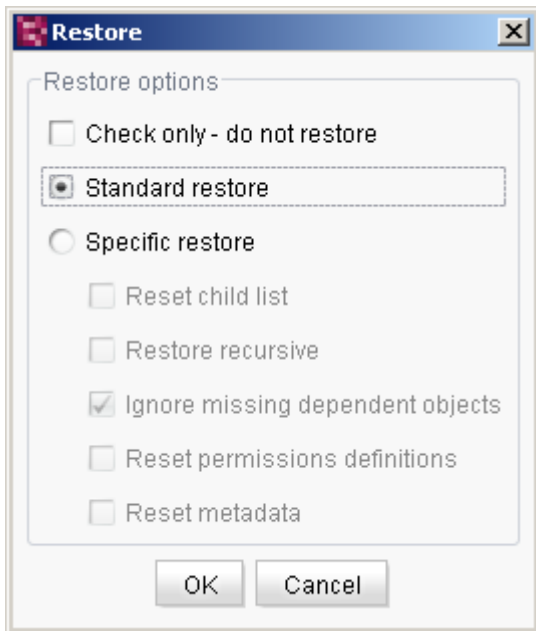 Restore
Restore options
Check only - do not restore
Standard restore
Specific restore
Reset child list
Restore recursive
Ignore missing dependent objects
Reset permissions definitions
Reset metadata
OK Cancel